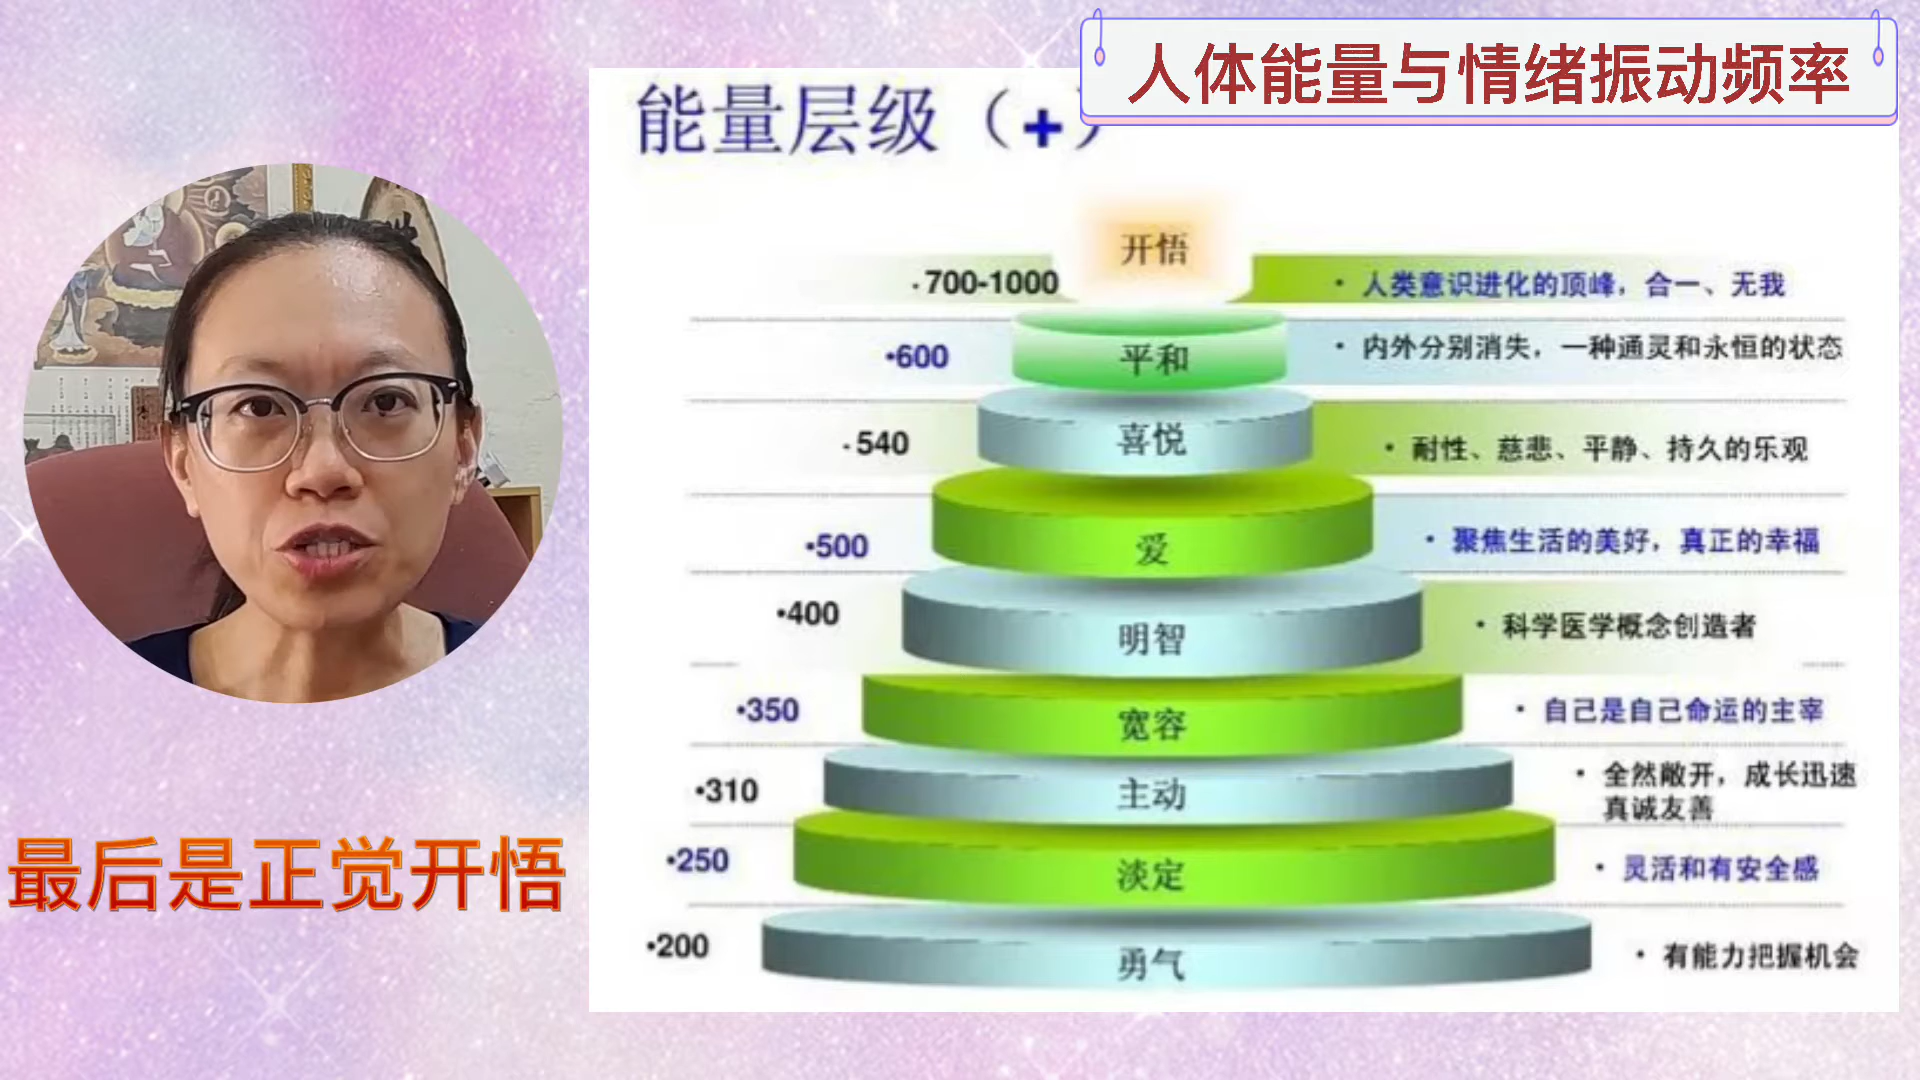 人体能量与情绪振动频率
能量层级（+）
开悟
·700-1000
• 人类意识进化的顶峰，合一、无我
平和
•600
• 内外分别消失，一种通灵和永恒的状态
喜悦
·540
• 耐性、慈悲、平静、持久的乐观
爱
•500
• 聚焦生活的美好，真正的幸福
明智
•400
• 科学医学概念创造者
宽容
•350
• 自己是自己命运的主宰
主动
•310
• 全然敞开，成长迅速
真诚友善
淡定
•250
• 灵活和有安全感
勇气
•200
• 有能力把握机会
最后是正觉开悟